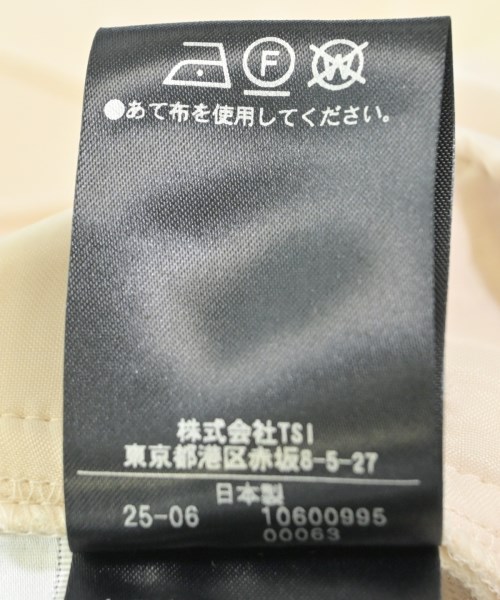 F W
●あて布を使用してください。
株式会社TSI
東京都港区赤坂8-5-27
日本製
25-06 10600995
00063